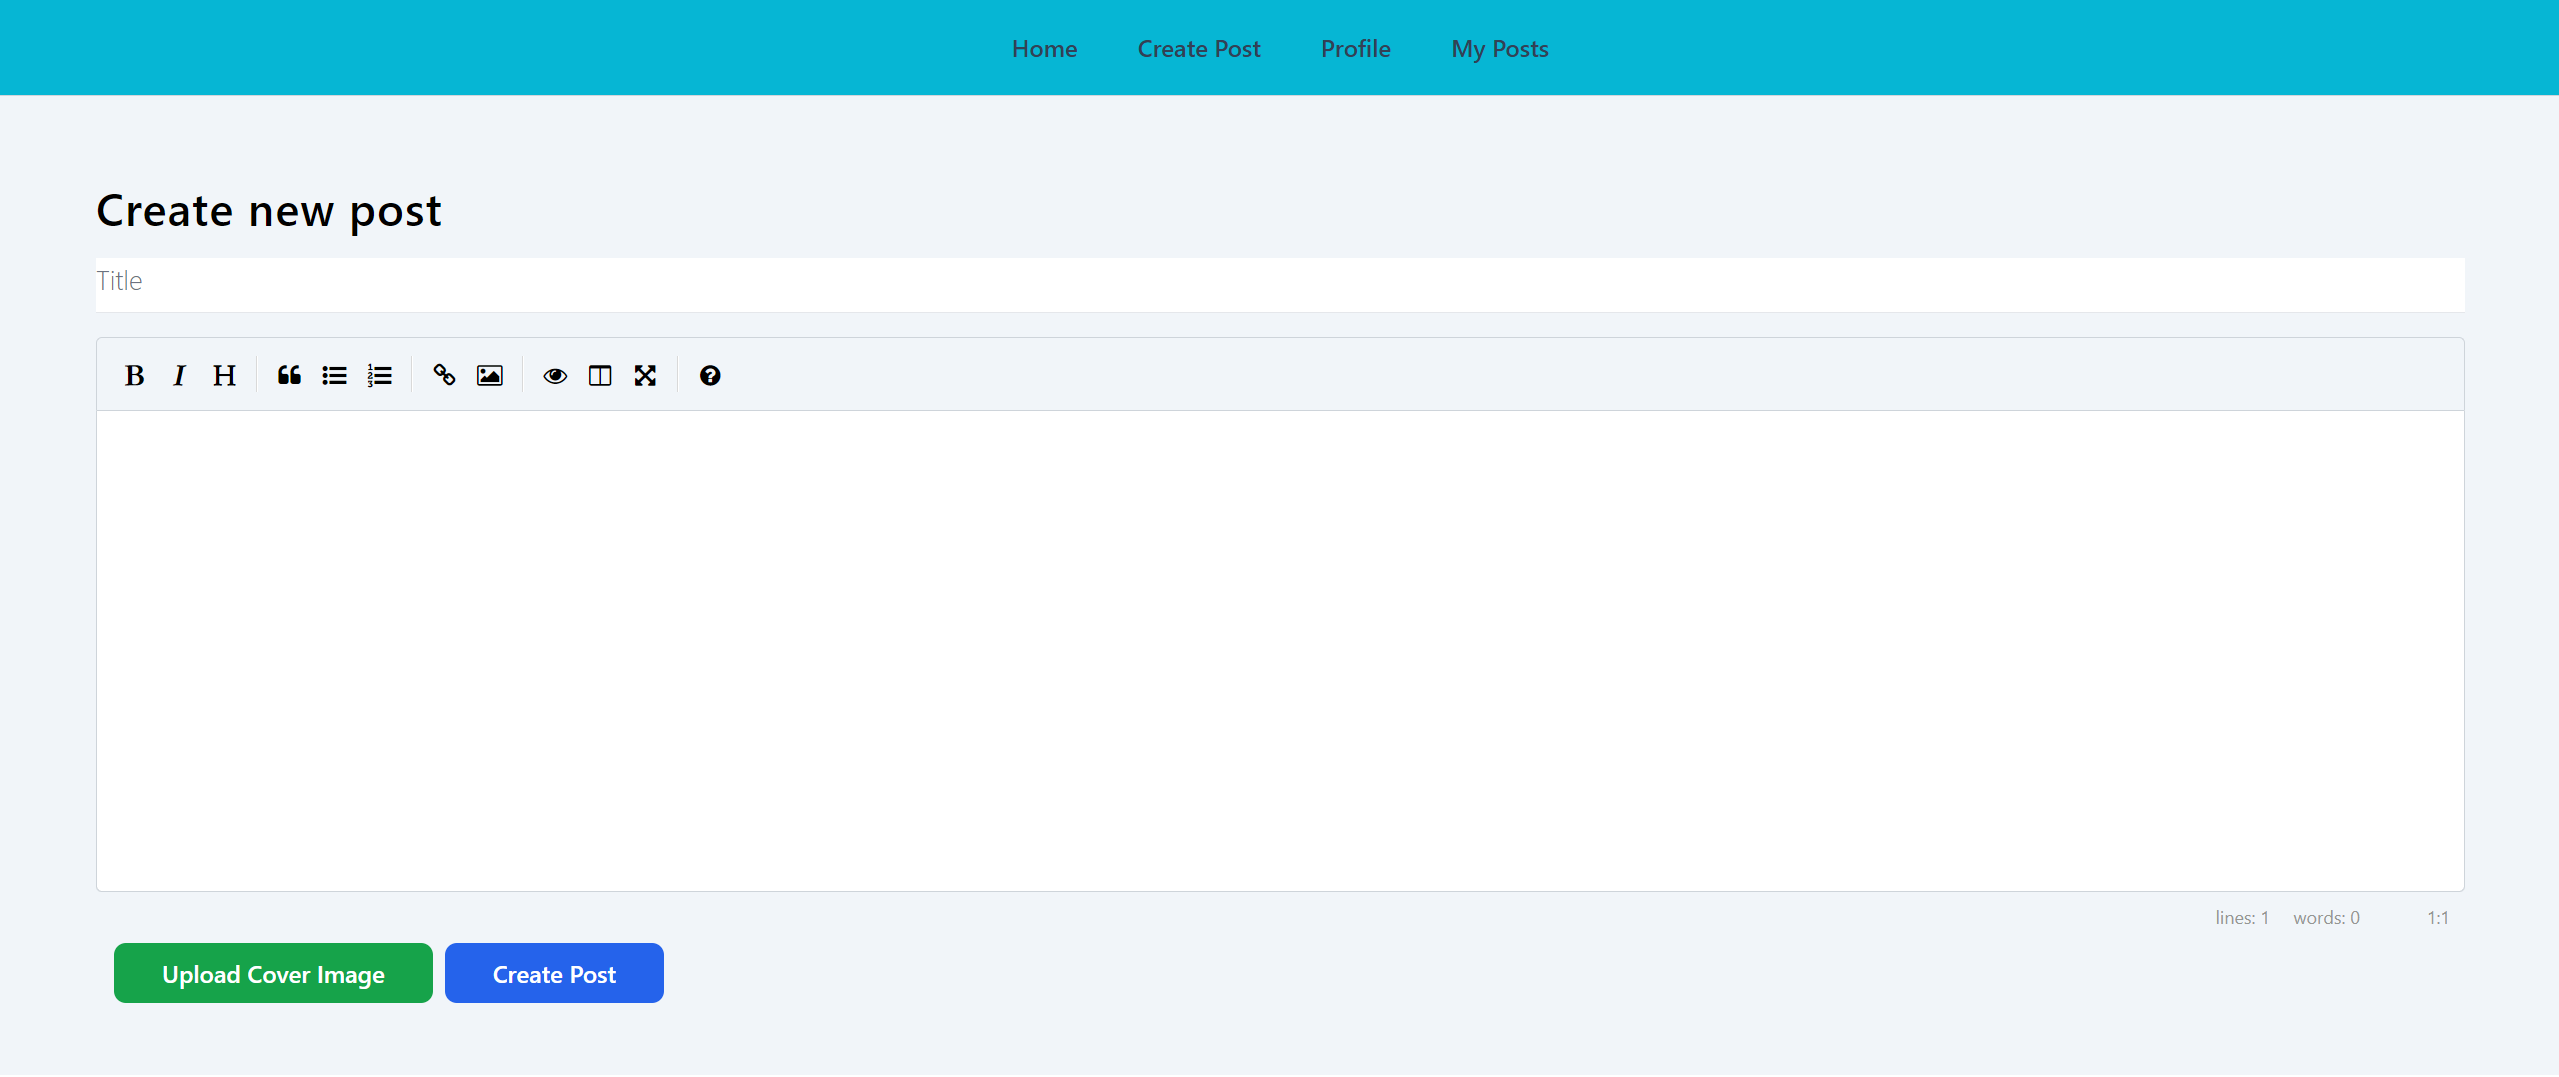 Home Create Post Profile My Posts
Create new post
Title
B I H
lines: 1 words: 0 1:1
Upload Cover Image Create Post